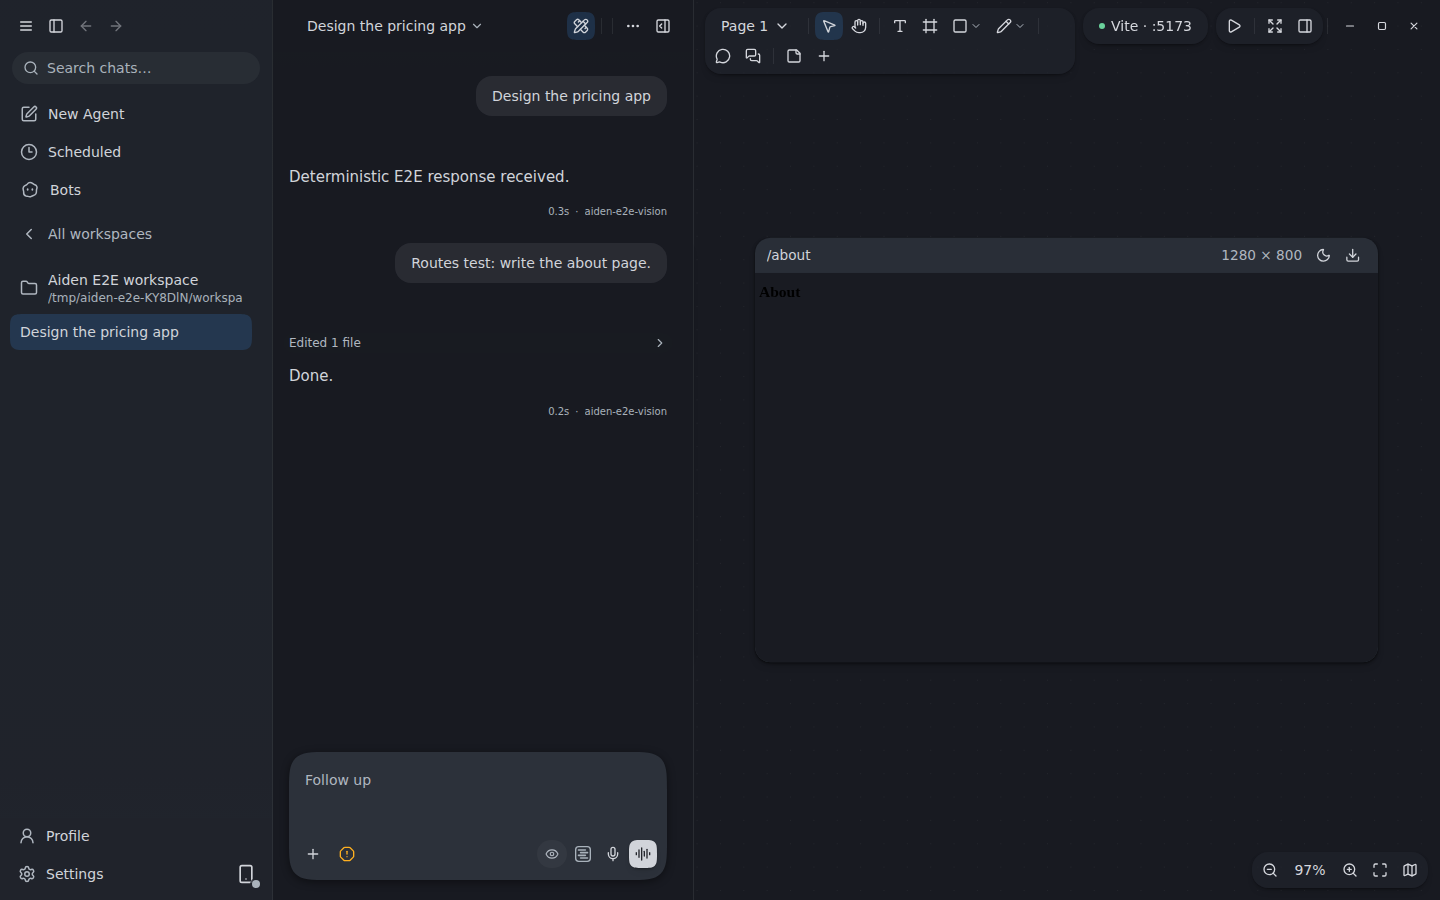 Search chats...
New Agent
Scheduled
Bots
All workspaces
Aiden E2E workspace
/tmp/aiden-e2e-KY8DlN/workspa
Design the pricing app
Profile
Settings
Design the pricing app
Design the pricing app
Deterministic E2E response received.
0.3s · aiden-e2e-vision
Routes test: write the about page.
Edited 1 file
Done.
0.2s · aiden-e2e-vision
Follow up
Page 1
Vite · :5173
/about
1280 × 800
About
97%